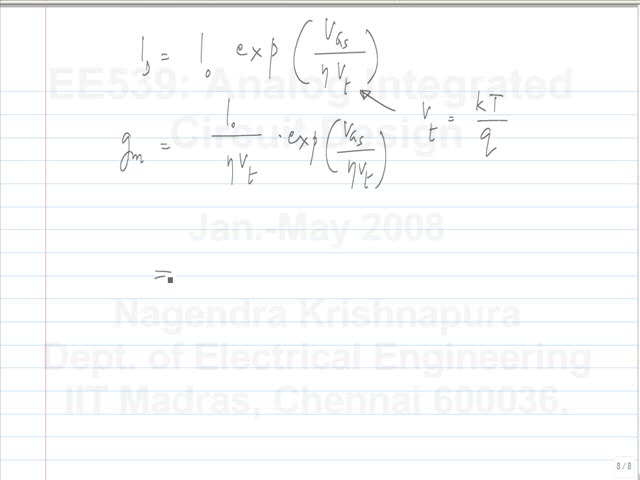 I_D = I_0 exp (V_GS / ηV_t)
V_t = kT / q
g_m = I_0 / ηV_t · exp (V_GS / ηV_t)
=
EE539: Analog Integrated
Circuit Design
Jan.-May 2008
Nagendra Krishnapura
Dept. of Electrical Engineering
IIT Madras, Chennai 600036.
8 / 8